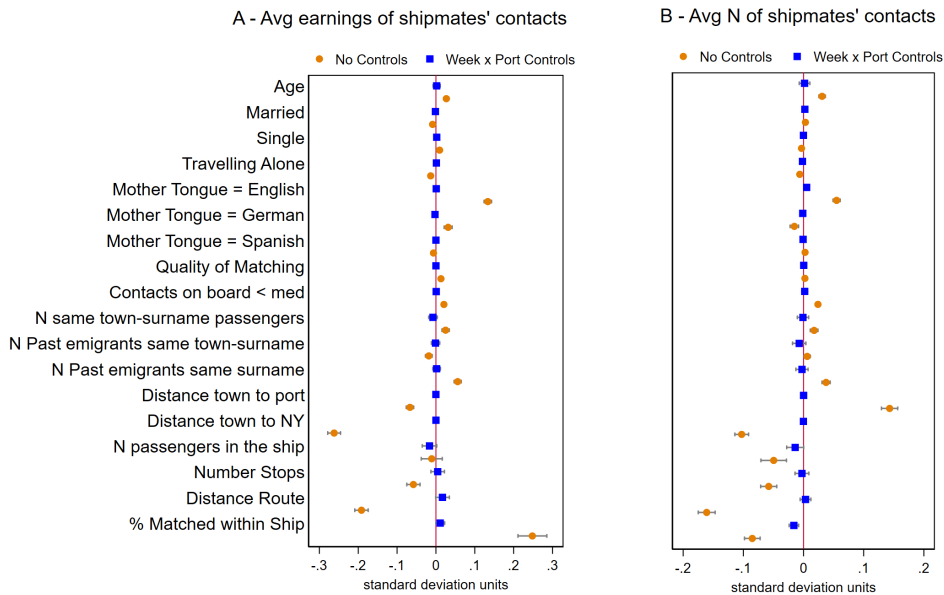 A - Avg earnings of shipmates' contacts
No Controls Week x Port Controls
Age
Married
Single
Travelling Alone
Mother Tongue = English
Mother Tongue = German
Mother Tongue = Spanish
Quality of Matching
Contacts on board < med
N same town-surname passengers
N Past emigrants same town-surname
N Past emigrants same surname
Distance town to port
Distance town to NY
N passengers in the ship
Number Stops
Distance Route
% Matched within Ship
-.3 -.2 -.1 0 .1 .2 .3
standard deviation units
B - Avg N of shipmates' contacts
No Controls Week x Port Controls
-.2 -.1 0 .1 .2
standard deviation units